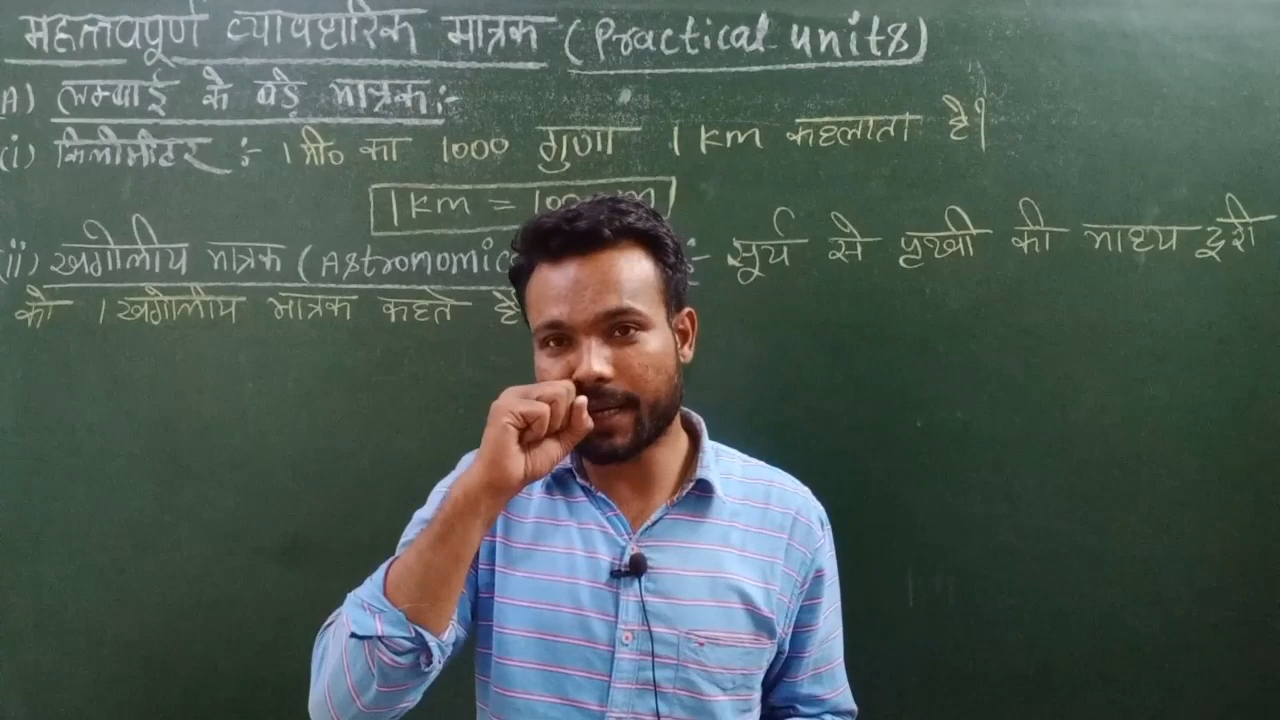 महत्त्वपूर्ण व्यावहारिक मात्रक (Practical units)
A) लम्बाई के बड़े मात्रक:-
(i) किलोमीटर :- 1 मी० का 1000 गुणा 1 km कहलाता है।
1 km = 100
(ii) खगोलीय मात्रक (Astronomic :- सूर्य से पृथ्वी की माध्य दूरी
को 1 खगोलीय मात्रक कहते है